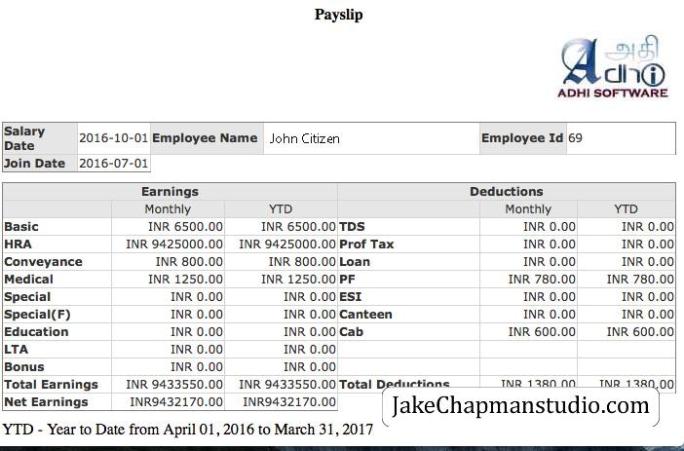 Payslip
அதி
Adhi
ADHI SOFTWARE
Salary Date 2016-10-01 Employee Name John Citizen Employee Id 69
Join Date 2016-07-01
Earnings Deductions
Monthly YTD Monthly YTD
Basic INR 6500.00 INR 6500.00 TDS INR 0.00 INR 0.00
HRA INR 9425000.00 INR 9425000.00 Prof Tax INR 0.00 INR 0.00
Conveyance INR 800.00 INR 800.00 Loan INR 0.00 INR 0.00
Medical INR 1250.00 INR 1250.00 PF INR 780.00 INR 780.00
Special INR 0.00 INR 0.00 ESI INR 0.00 INR 0.00
Special(F) INR 0.00 INR 0.00 Canteen INR 0.00 INR 0.00
Education INR 0.00 INR 0.00 Cab INR 600.00 INR 600.00
LTA INR 0.00 INR 0.00
Bonus INR 0.00 INR 0.00
Total Earnings INR 9433550.00 INR 9433550.00 Total Deductions INR 1380.00 INR 1380.00
Net Earnings INR9432170.00 INR9432170.00
JakeChapmanstudio.com
YTD - Year to Date from April 01, 2016 to March 31, 2017